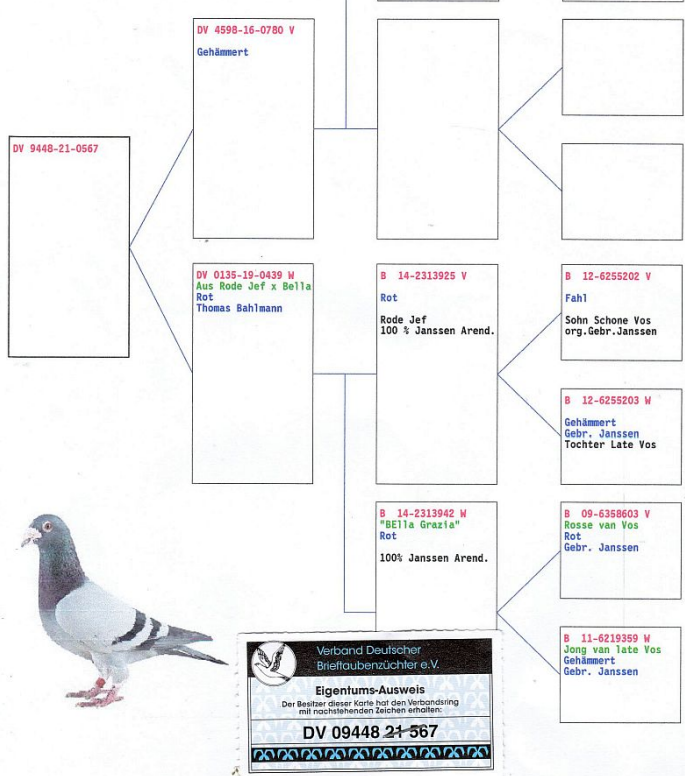 DV 4598-16-0780 V
Gehämmert
DV 9448-21-0567
DV 0135-19-0439 W
Aus Rode Jef x Bella
Rot
Thomas Bahlmann
B 14-2313925 V
Rot
Rode Jef
100 % Janssen Arend.
B 12-6255202 V
Fahl
Sohn Schone Vos
org.Gebr.Janssen
B 12-6255203 W
Gehämmert
Gebr. Janssen
Tochter Late Vos
B 14-2313942 W
"BElla Grazia"
Rot
100% Janssen Arend.
B 09-6358603 V
Rosse van Vos
Rot
Gebr. Janssen
B 11-6219359 W
Jong van late Vos
Gehämmert
Gebr. Janssen
Verband Deutscher
Brieftaubenzüchter e.V.
Eigentums-Ausweis
Der Besitzer dieser Karte hat den Verbandsring
mit nachstehenden Zeichen erhalten:
DV 09448 21 567